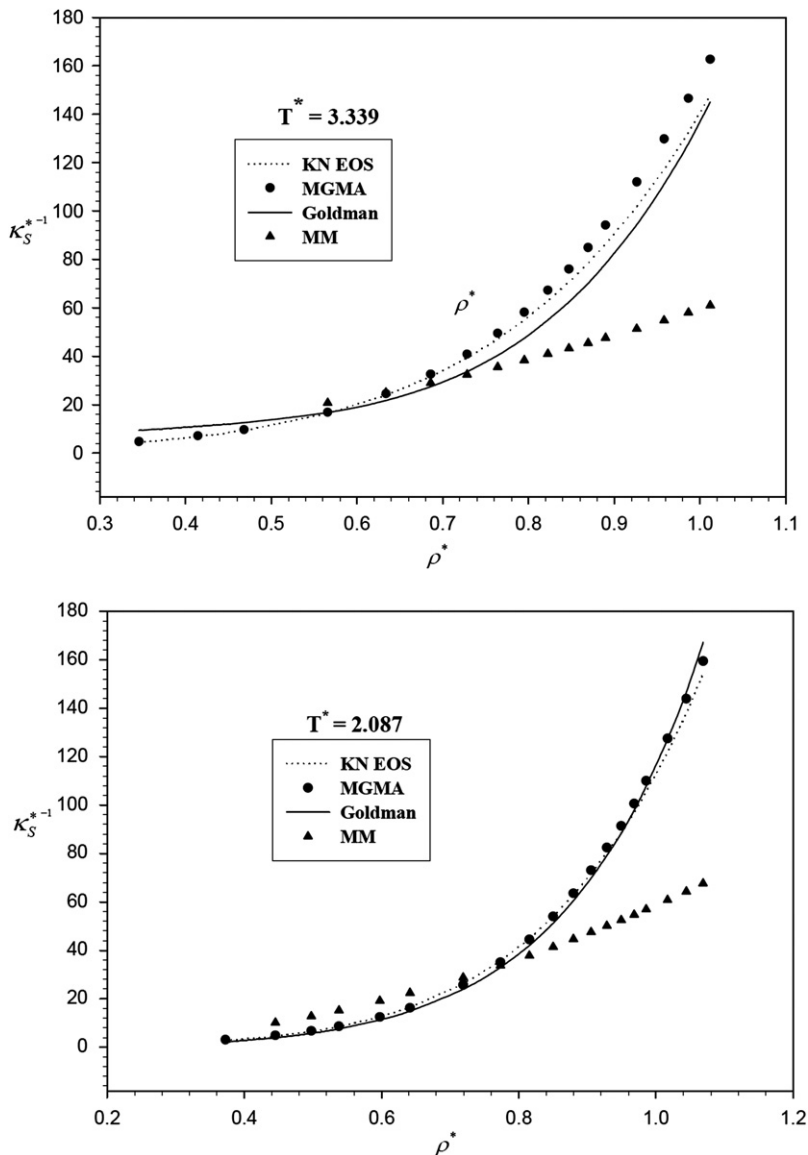 180
160
140
120
100
80
60
40
20
0
κ_S^{*-1}
T* = 3.339
KN EOS
MGMA
Goldman
MM
ρ*
0.3 0.4 0.5 0.6 0.7 0.8 0.9 1.0 1.1
ρ*
180
160
140
120
100
80
60
40
20
0
κ_S^{*-1}
T* = 2.087
KN EOS
MGMA
Goldman
MM
0.2 0.4 0.6 0.8 1.0 1.2
ρ*